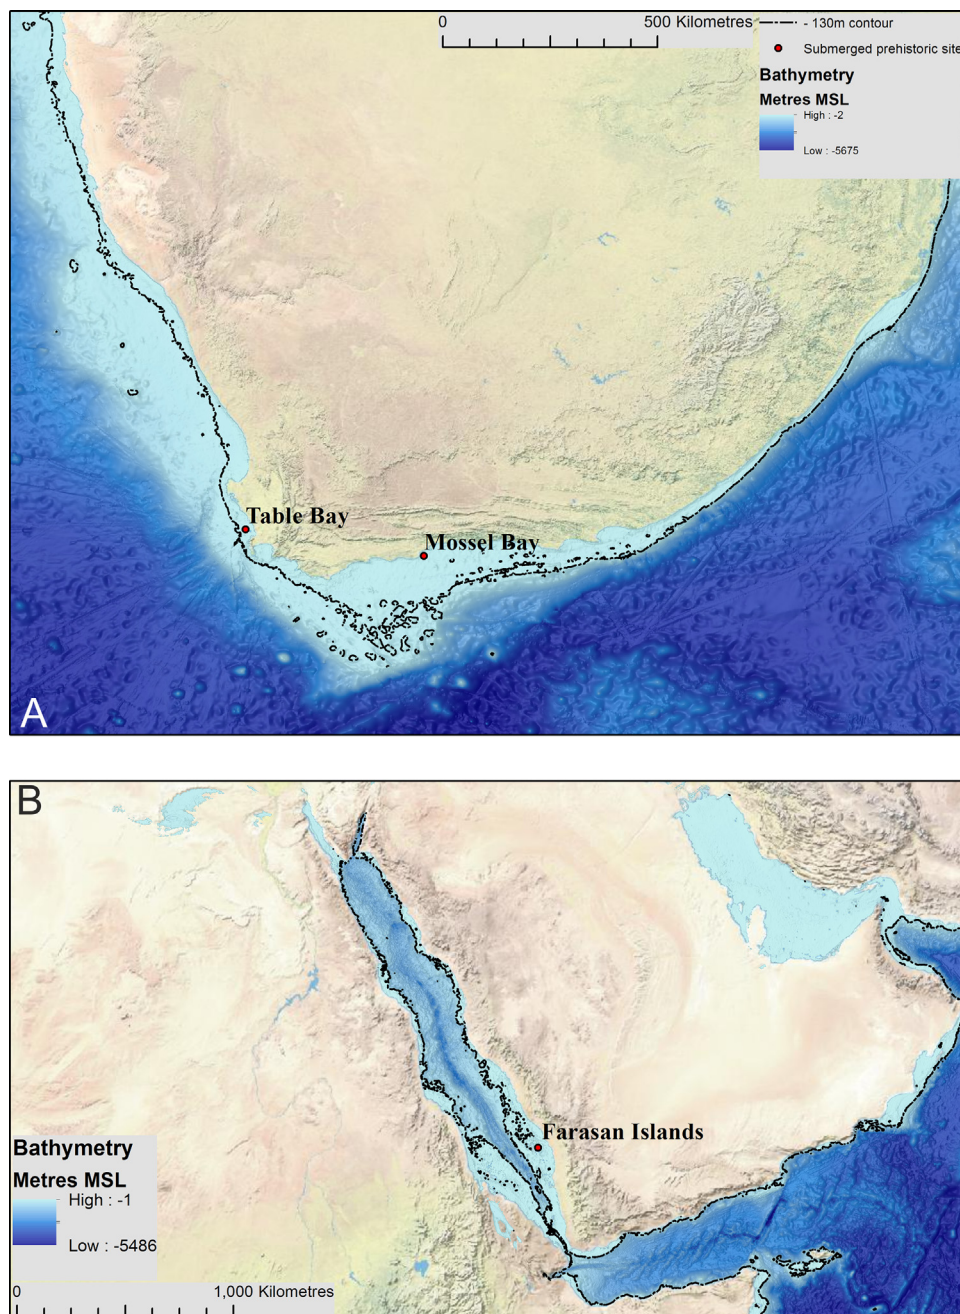 0 500 Kilometres
- 130m contour
Submerged prehistoric site
Bathymetry
Metres MSL
High : -2
Low : -5675
Table Bay
Mossel Bay
A
B
Farasan Islands
Bathymetry
Metres MSL
High : -1
Low : -5486
0 1,000 Kilometres